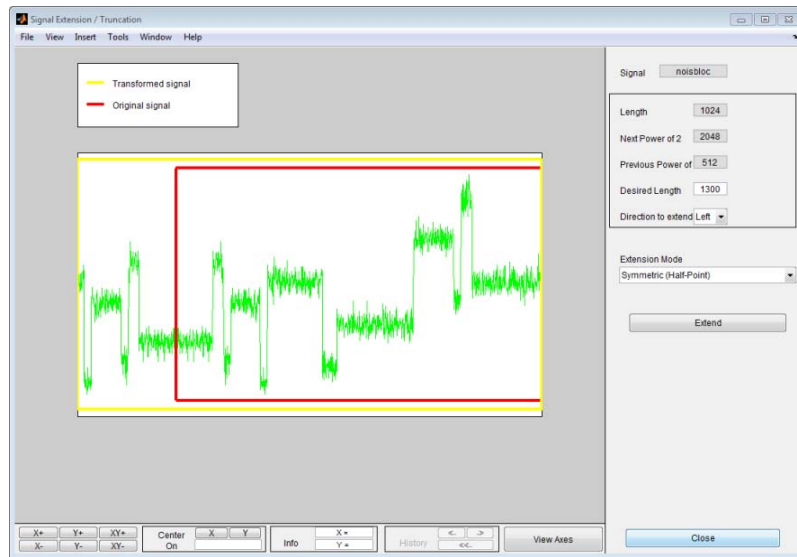 Signal Extension / Truncation
File View Insert Tools Window Help
Transformed signal
Original signal
Signal noisbloc
Length 1024
Next Power of 2 2048
Previous Power of 512
Desired Length 1300
Direction to extend Left
Extension Mode
Symmetric (Half-Point)
Extend
X+ Y+ XY+
X- Y- XY-
Center On
X Y
Info
X =
Y =
History
<- ->
<<-
View Axes
Close